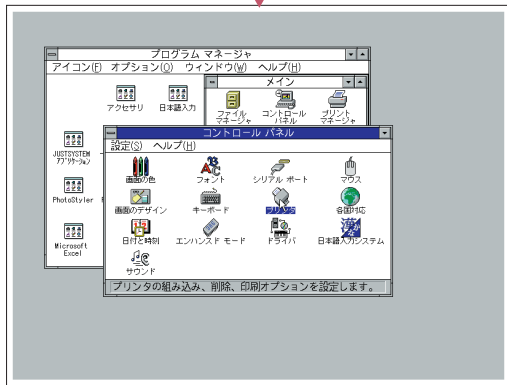 プログラム マネージャ
アイコン(F) オプション(O) ウィンドウ(W) ヘルプ(H)
アクセサリ
日本語入力
JUSTSYSTEM
アプリケーション
PhotoStyler
Microsoft
Excel
メイン
ファイル
マネージャ
コントロール
パネル
プリント
マネージャ
コントロール パネル
設定(S) ヘルプ(H)
画面の色
フォント
シリアル ポート
マウス
画面のデザイン
キーボード
プリンタ
各国対応
日付と時刻
エンハンスド モード
ドライバ
日本語入力システム
サウンド
プリンタの組み込み、削除、印刷オプションを設定します。